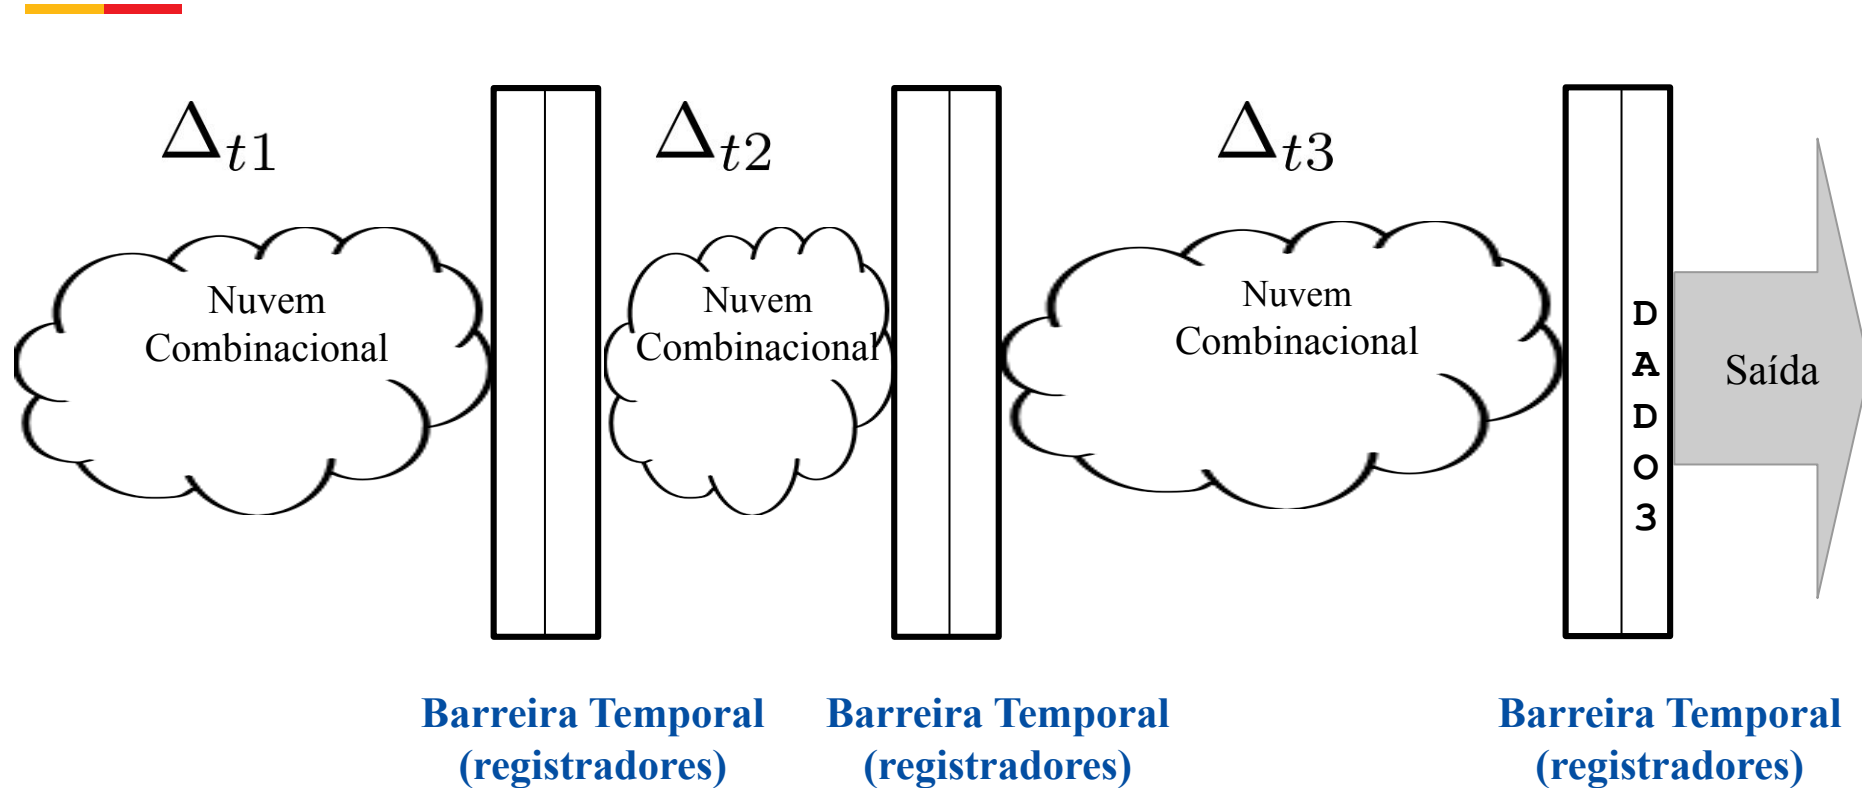 Δt1
Δt2
Δt3
Nuvem
Combinacional
Nuvem
Combinacional
Nuvem
Combinacional
D
A
D
O
3
Saída
Barreira Temporal
(registradores)
Barreira Temporal
(registradores)
Barreira Temporal
(registradores)